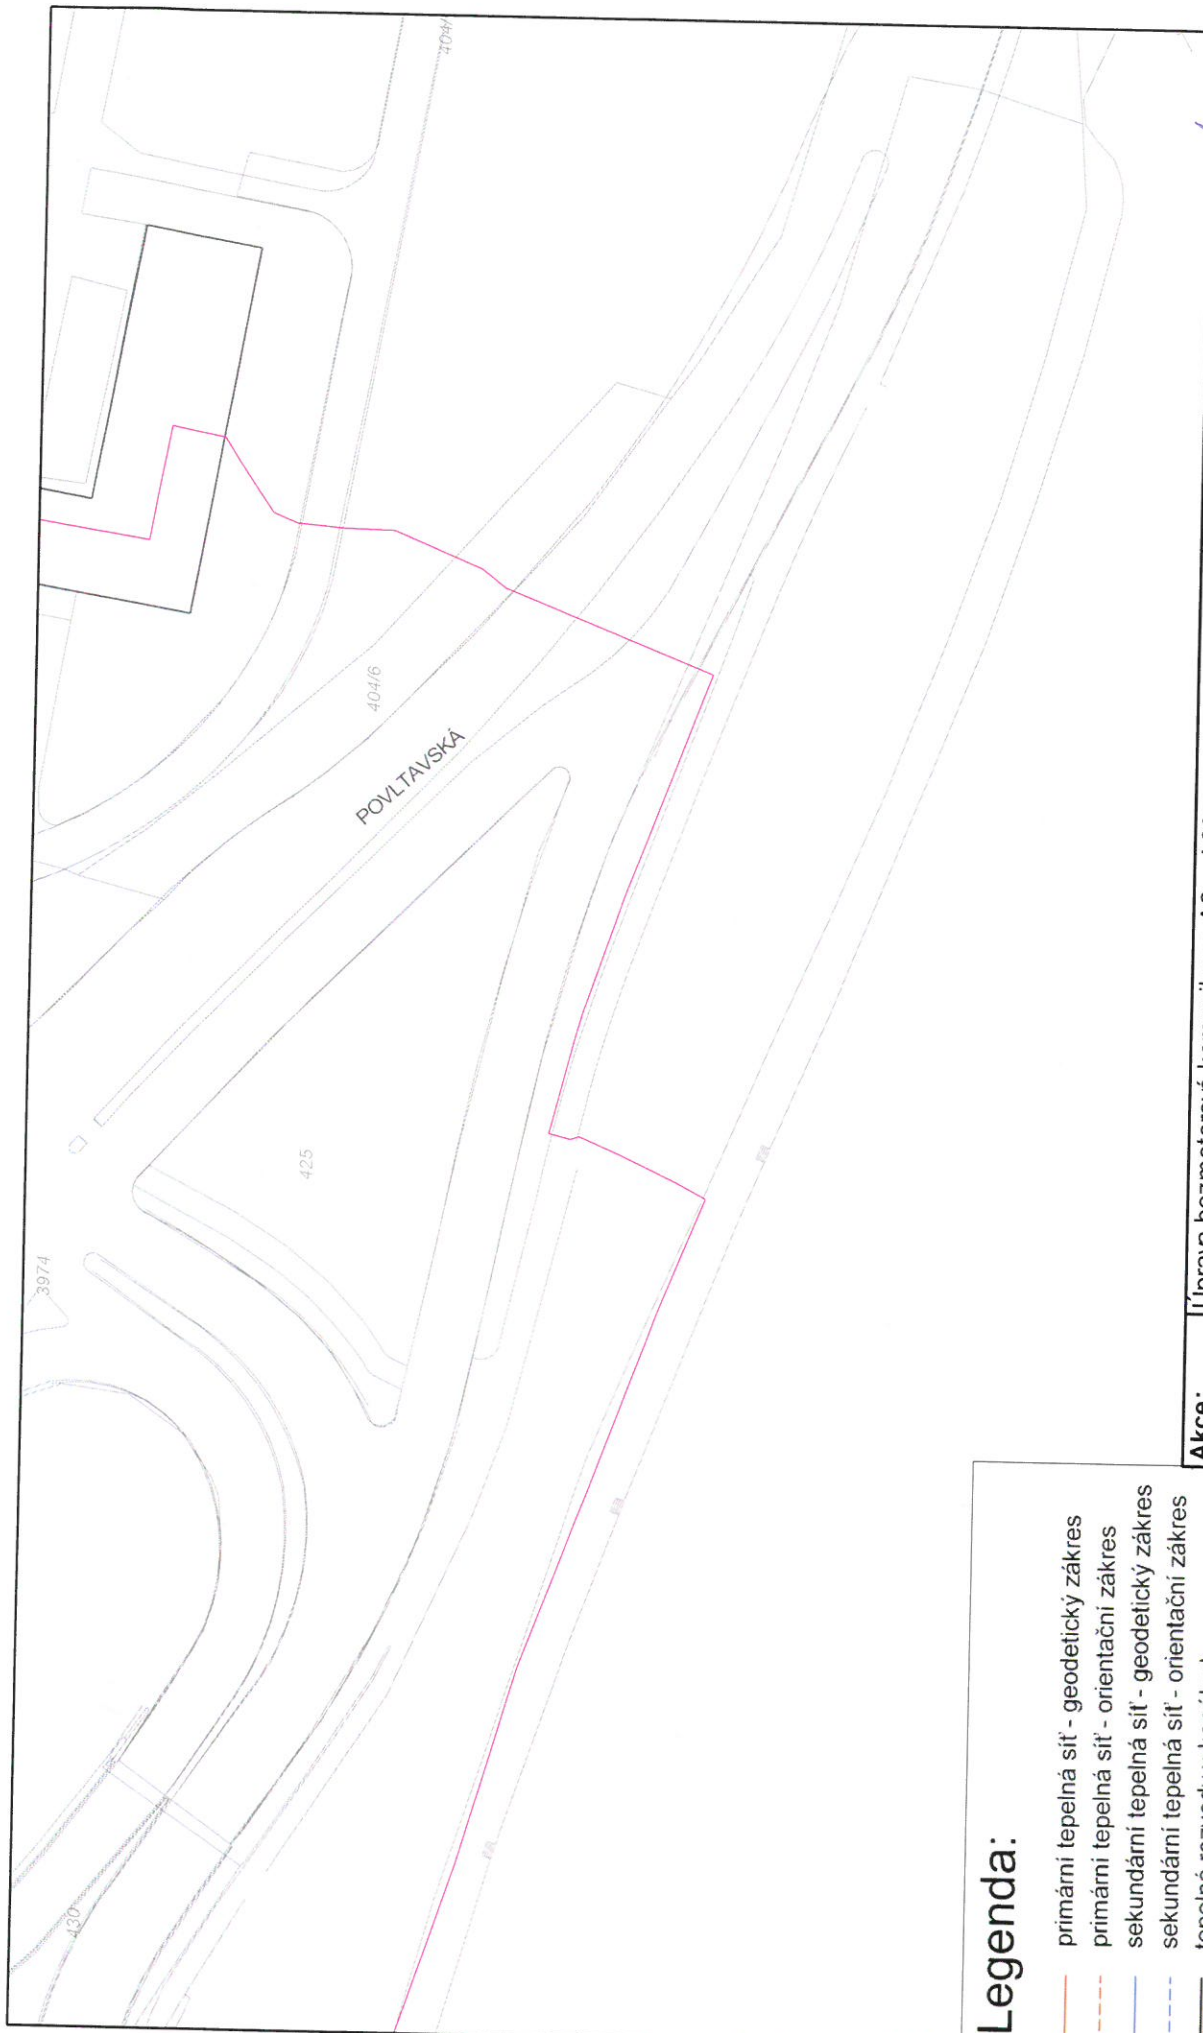 404/
404/6
POVLTAVSKÁ
425
3974
430
Legenda:
primární tepelná síť - geodetický zákres
primární tepelná síť - orientační zákres
sekundární tepelná síť - geodetický zákres
sekundární tepelná síť - orientační zákres
Akce: